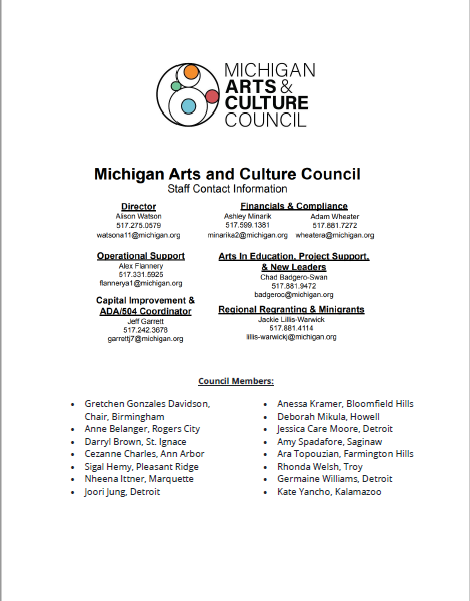 MICHIGAN
ARTS &
CULTURE
COUNCIL
Michigan Arts and Culture Council
Staff Contact Information
Director
Alison Watson
517.275.0579
watsona11@michigan.org
Financials & Compliance
Ashley Minarik
517.599.1381
minarika2@michigan.org
Adam Wheater
517.881.7272
wheatera@michigan.org
Operational Support
Alex Flannery
517.331.5925
flannerya1@michigan.org
Arts In Education, Project Support,
& New Leaders
Chad Badgero-Swan
517.881.9472
badgeroc@michigan.org
Capital Improvement &
ADA/504 Coordinator
Jeff Garrett
517.242.3678
garrettj7@michigan.org
Regional Regranting & Minigrants
Jackie Lillis-Warwick
517.881.4114
lillis-warwickj@michigan.org
Council Members:
• Gretchen Gonzales Davidson,
Chair, Birmingham
• Anne Belanger, Rogers City
• Darryl Brown, St. Ignace
• Cezanne Charles, Ann Arbor
• Sigal Hemy, Pleasant Ridge
• Nheena Ittner, Marquette
• Joori Jung, Detroit
• Anessa Kramer, Bloomfield Hills
• Deborah Mikula, Howell
• Jessica Care Moore, Detroit
• Amy Spadafore, Saginaw
• Ara Topouzian, Farmington Hills
• Rhonda Welsh, Troy
• Germaine Williams, Detroit
• Kate Yancho, Kalamazoo